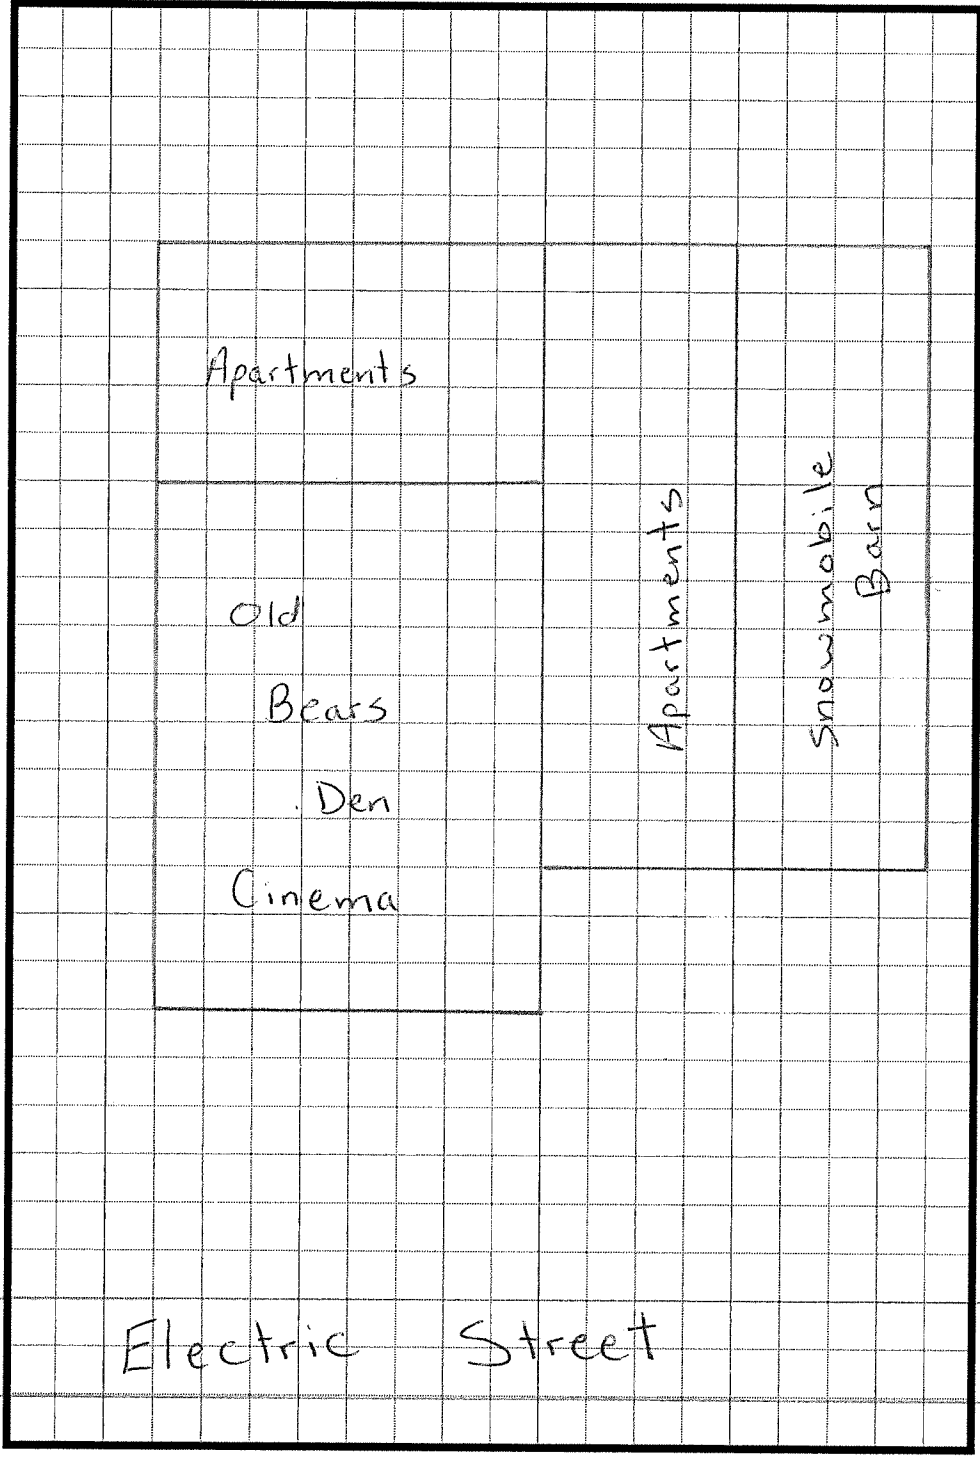 Apartments
Old
Bears
Den
Cinema
Apartments
Snowmobile
Barn
Electric Street